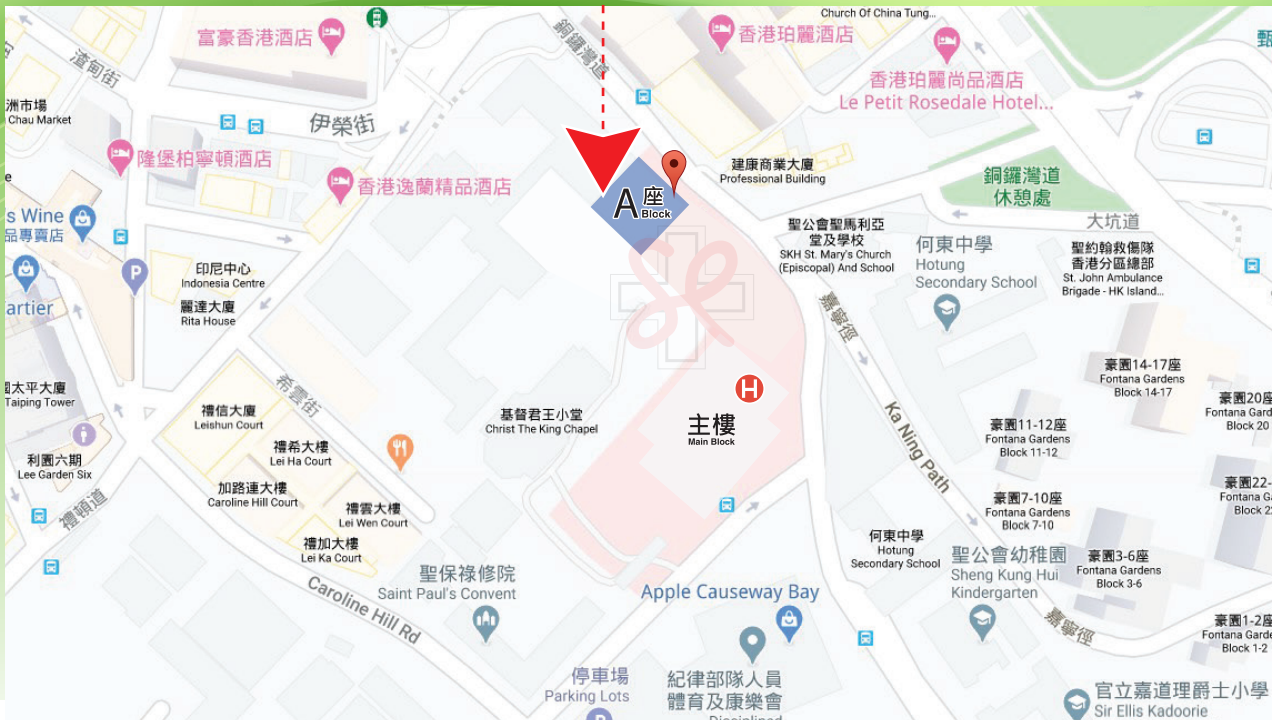 Church Of China Tung...
富豪香港酒店
銅鑼灣道
香港珀麗酒店
渣甸街
香港珀麗尚品酒店
Le Petit Rosedale Hotel...
洲市場
Chau Market
伊榮街
隆堡柏寧頓酒店
香港逸蘭精品酒店
建康商業大廈
Professional Building
銅鑼灣道
休憩處
A座
Block
大坑道
s Wine
品專賣店
聖公會聖馬利亞
堂及學校
SKH St. Mary's Church
(Episcopal) And School
何東中學
Hotung
Secondary School
聖約翰救傷隊
香港分區總部
St. John Ambulance
Brigade - HK Island...
P
印尼中心
Indonesia Centre
artier
麗達大廈
Rita House
嘉寧徑
豪園14-17座
Fontana Gardens
Block 14-17
國太平大廈
Taiping Tower
希雲街
H
豪園20座
Fontana Gard
Block 20
禮信大廈
Leishun Court
基督君王小堂
Christ The King Chapel
主樓
Main Block
Ka Ning Path
豪園11-12座
Fontana Gardens
Block 11-12
禮希大樓
Lei Ha Court
利園六期
Lee Garden Six
加路連大樓
Caroline Hill Court
豪園22-
Fontana Ga
Block 22
禮頓道
禮雲大樓
Lei Wen Court
豪園7-10座
Fontana Gardens
Block 7-10
禮加大樓
Lei Ka Court
何東中學
Hotung
Secondary School
聖公會幼稚園
Sheng Kung Hui
Kindergarten
豪園3-6座
Fontana Gardens
Block 3-6
聖保祿修院
Saint Paul's Convent
Caroline Hill Rd
Apple Causeway Bay
嘉寧徑
豪園1-2座
Fontana Garde
Block 1-2
停車場
Parking Lots
P
紀律部隊人員
體育及康樂會
Disciplined
官立嘉道理爵士小學
Sir Ellis Kadoorie